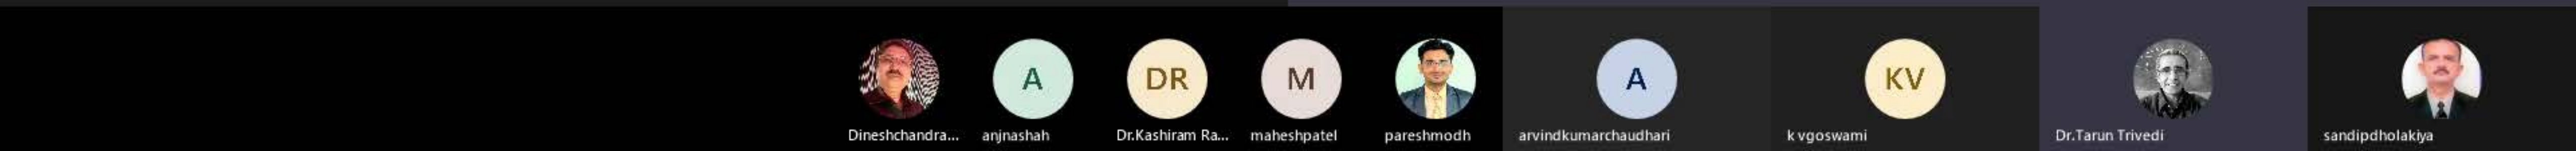 A DR M A KV
Dineshchandra... anjnashah Dr.Kashiram Ra... maheshpatel pareshmodh arvindkumarchaudhari k vgoswami Dr.Tarun Trivedi sandipdholakiya